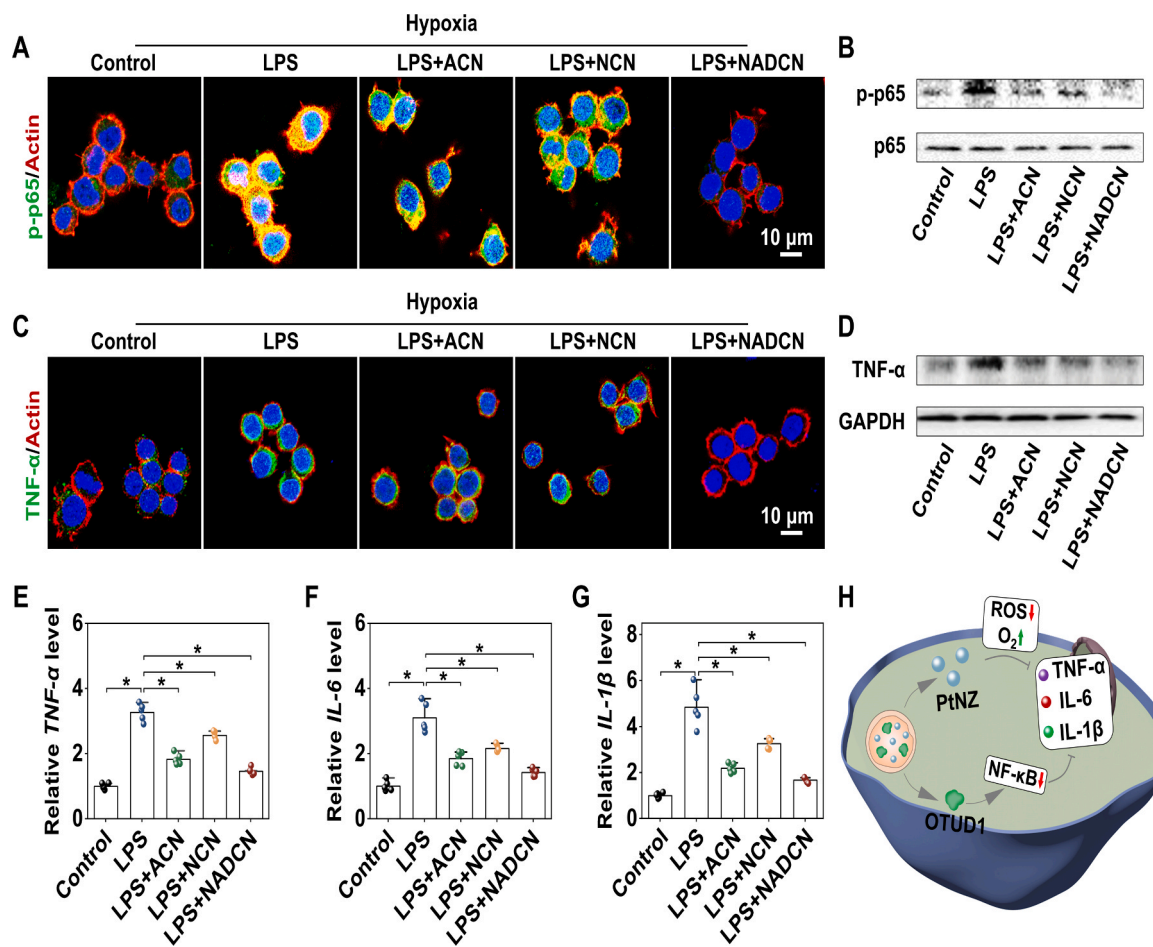 A
Hypoxia
Control LPS LPS+ACN LPS+NCN LPS+NADCN
p-p65/Actin
10 μm
B
p-p65
p65
Control LPS LPS+ACN LPS+NCN LPS+NADCN
C
Hypoxia
Control LPS LPS+ACN LPS+NCN LPS+NADCN
TNF-α/Actin
10 μm
D
TNF-α
GAPDH
Control LPS LPS+ACN LPS+NCN LPS+NADCN
E
Relative TNF-α level
6
4
2
0
* * * *
Control LPS LPS+ACN LPS+NCN LPS+NADCN
F
Relative IL-6 level
6
4
2
0
* * * *
Control LPS LPS+ACN LPS+NCN LPS+NADCN
G
Relative IL-1β level
8
6
4
2
0
* * * *
Control LPS LPS+ACN LPS+NCN LPS+NADCN
H
ROS↓
O₂↑
PtNZ
TNF-α
IL-6
IL-1β
NF-κB↓
OTUD1